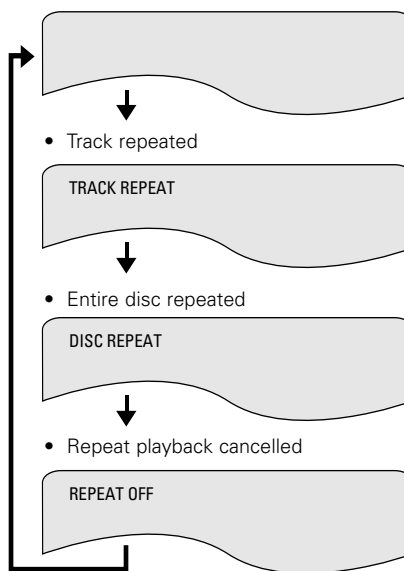 • Track repeated
TRACK REPEAT
• Entire disc repeated
DISC REPEAT
• Repeat playback cancelled
REPEAT OFF